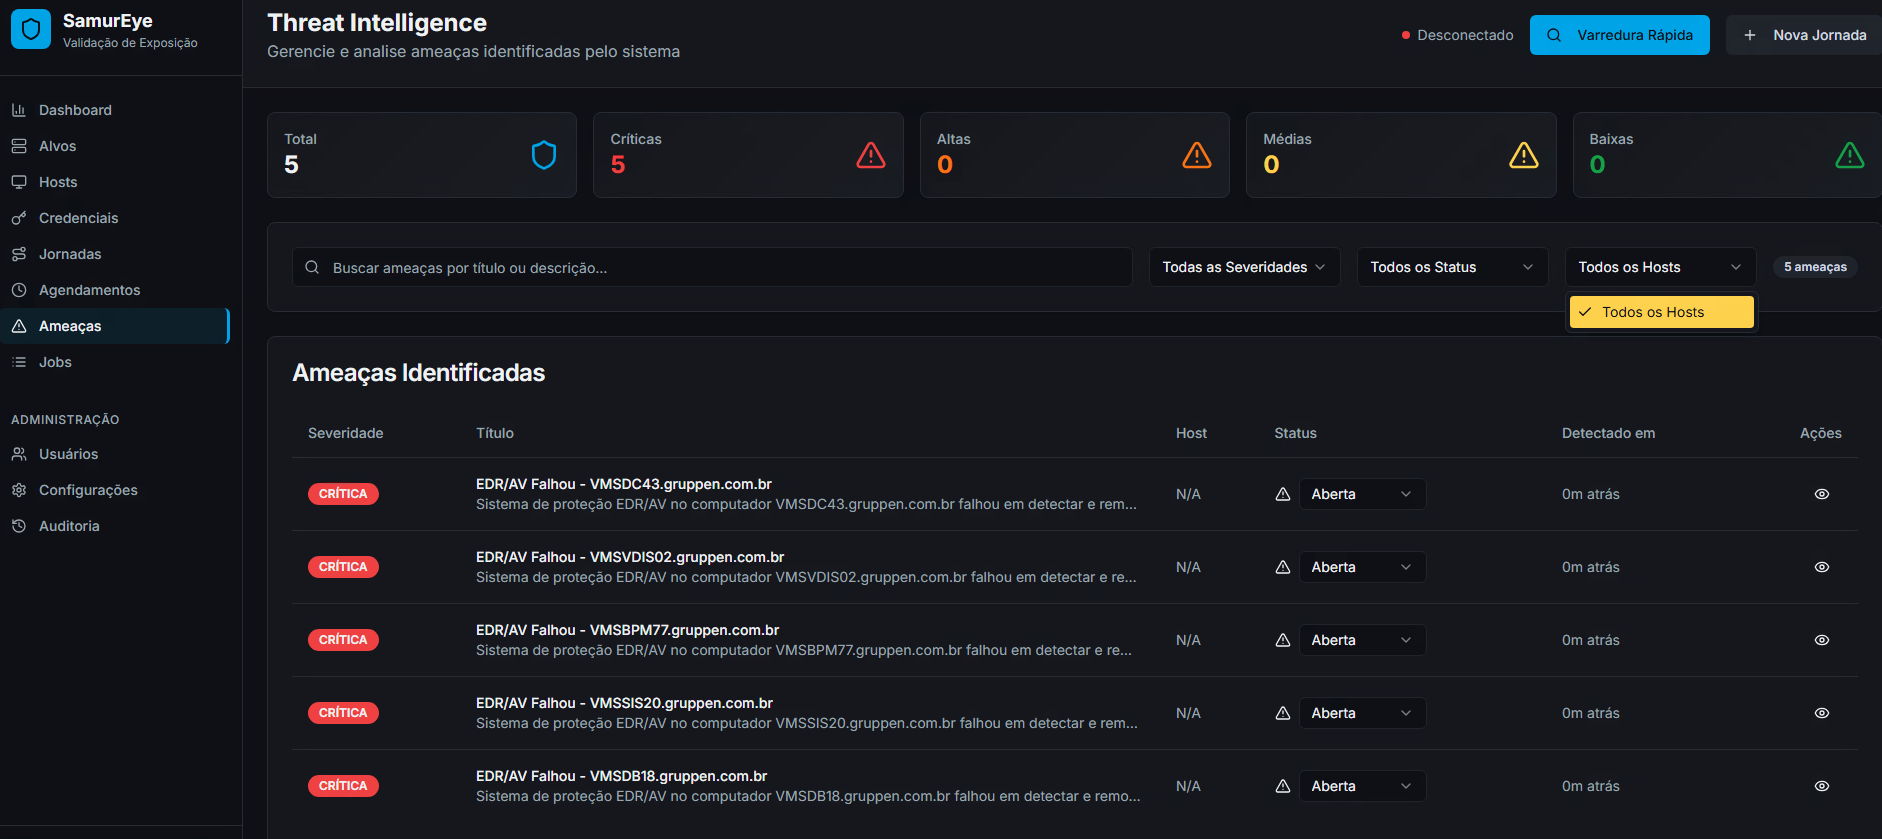 SamurEye
Validação de Exposição
Dashboard
Alvos
Hosts
Credenciais
Jornadas
Agendamentos
Ameaças
Jobs
ADMINISTRAÇÃO
Usuários
Configurações
Auditoria
Threat Intelligence
Gerencie e analise ameaças identificadas pelo sistema
Desconectado
Varredura Rápida
Nova Jornada
Total
5
Críticas
5
Altas
0
Médias
0
Baixas
0
Buscar ameaças por título ou descrição...
Todas as Severidades
Todos os Status
Todos os Hosts
5 ameaças
Todos os Hosts
Ameaças Identificadas
Severidade Título Host Status Detectado em Ações
CRÍTICA
EDR/AV Falhou - VMSDC43.gruppen.com.br
Sistema de proteção EDR/AV no computador VMSDC43.gruppen.com.br falhou em detectar e rem...
N/A
Aberta
0m atrás
CRÍTICA
EDR/AV Falhou - VMSVDIS02.gruppen.com.br
Sistema de proteção EDR/AV no computador VMSVDIS02.gruppen.com.br falhou em detectar e re...
N/A
Aberta
0m atrás
CRÍTICA
EDR/AV Falhou - VMSBPM77.gruppen.com.br
Sistema de proteção EDR/AV no computador VMSBPM77.gruppen.com.br falhou em detectar e re...
N/A
Aberta
0m atrás
CRÍTICA
EDR/AV Falhou - VMSSIS20.gruppen.com.br
Sistema de proteção EDR/AV no computador VMSSIS20.gruppen.com.br falhou em detectar e rem...
N/A
Aberta
0m atrás
CRÍTICA
EDR/AV Falhou - VMSDB18.gruppen.com.br
Sistema de proteção EDR/AV no computador VMSDB18.gruppen.com.br falhou em detectar e remo...
N/A
Aberta
0m atrás